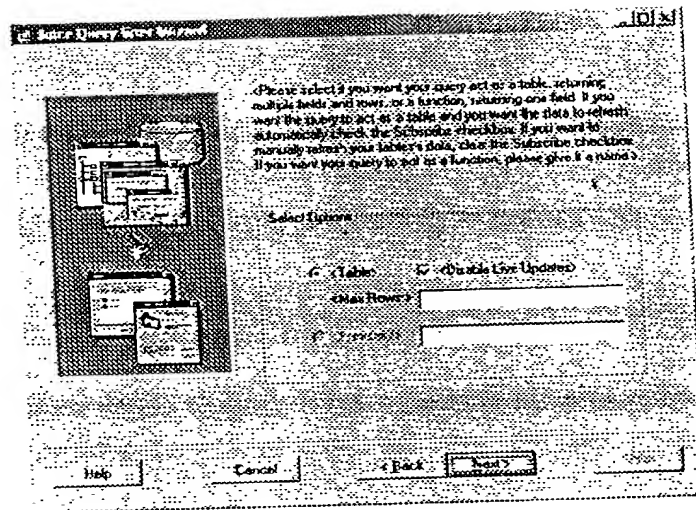 Query Wizard
<Please select if you want your query act as a table, returning
multiple fields and rows, or a function, returning one field. If you
want the query to act as a table and you want the data to refresh
automatically check the Subscribe checkbox. If you want to
manually refresh your tables's data, clear the Subscribe checkbox.
If you want your query to act as a function, please give it a name.>
Select Options
<Table> <Disable Live Updates>
<Max Rows>
Help Cancel < Back Next >